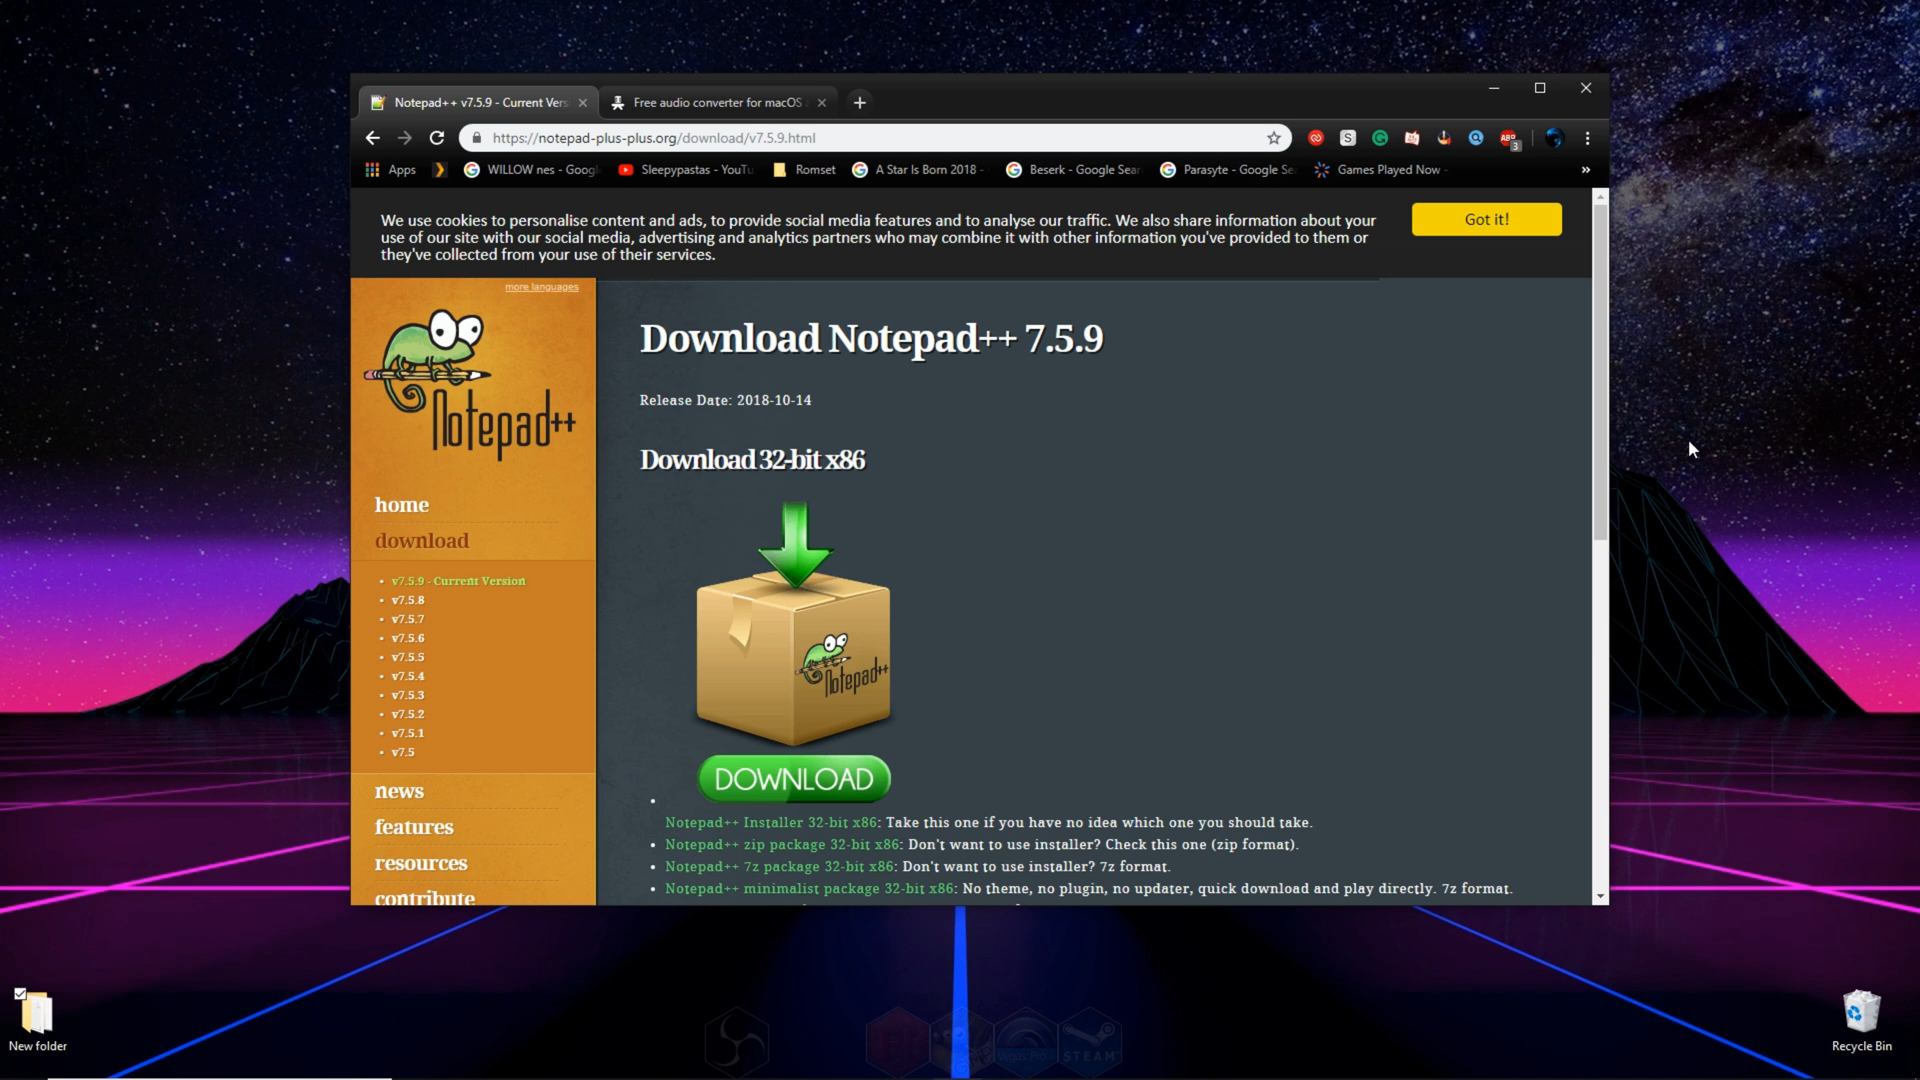 Notepad++ v7.5.9 - Current Vers
Free audio converter for macOS
https://notepad-plus-plus.org/download/v7.5.9.html
ABP
3
Apps
WILLOW nes - Googl
Sleepypastas - YouTu
Romset
A Star Is Born 2018 -
Beserk - Google Sear
Parasyte - Google Se
Games Played Now -
»
We use cookies to personalise content and ads, to provide social media features and to analyse our traffic. We also share information about your
use of our site with our social media, advertising and analytics partners who may combine it with other information you've provided to them or
they've collected from your use of their services.
Got it!
more languages
Notepad++
home
download
v7.5.9 - Current Version
v7.5.8
v7.5.7
v7.5.6
v7.5.5
v7.5.4
v7.5.3
v7.5.2
v7.5.1
v7.5
news
features
resources
contribute
Download Notepad++ 7.5.9
Release Date: 2018-10-14
Download 32-bit x86
Notepad++
DOWNLOAD
Notepad++ Installer 32-bit x86: Take this one if you have no idea which one you should take.
Notepad++ zip package 32-bit x86: Don't want to use installer? Check this one (zip format).
Notepad++ 7z package 32-bit x86: Don't want to use installer? 7z format.
Notepad++ minimalist package 32-bit x86: No theme, no plugin, no updater, quick download and play directly. 7z format.
New folder
STEAM
Recycle Bin